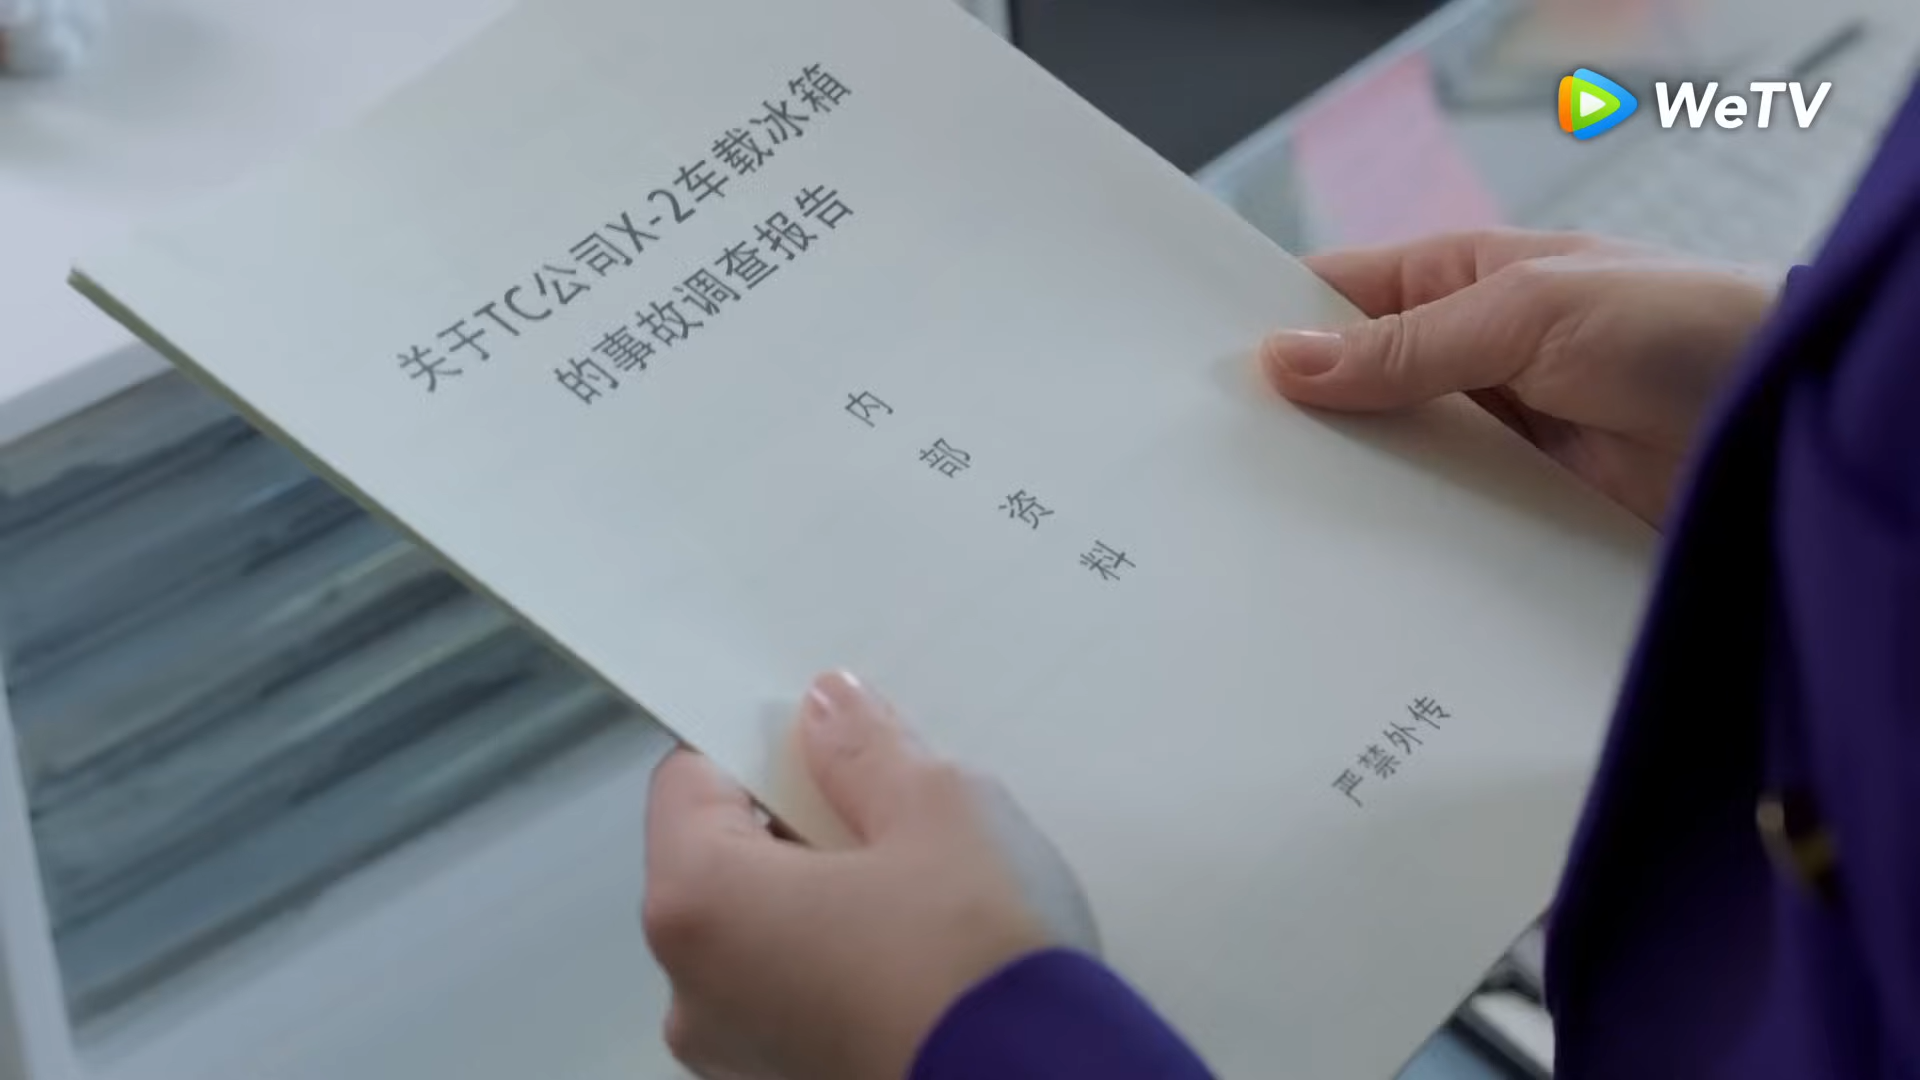 WeTV
关于TC公司X-2车载冰箱
的事故调查报告
内
部
资
料
严禁外传